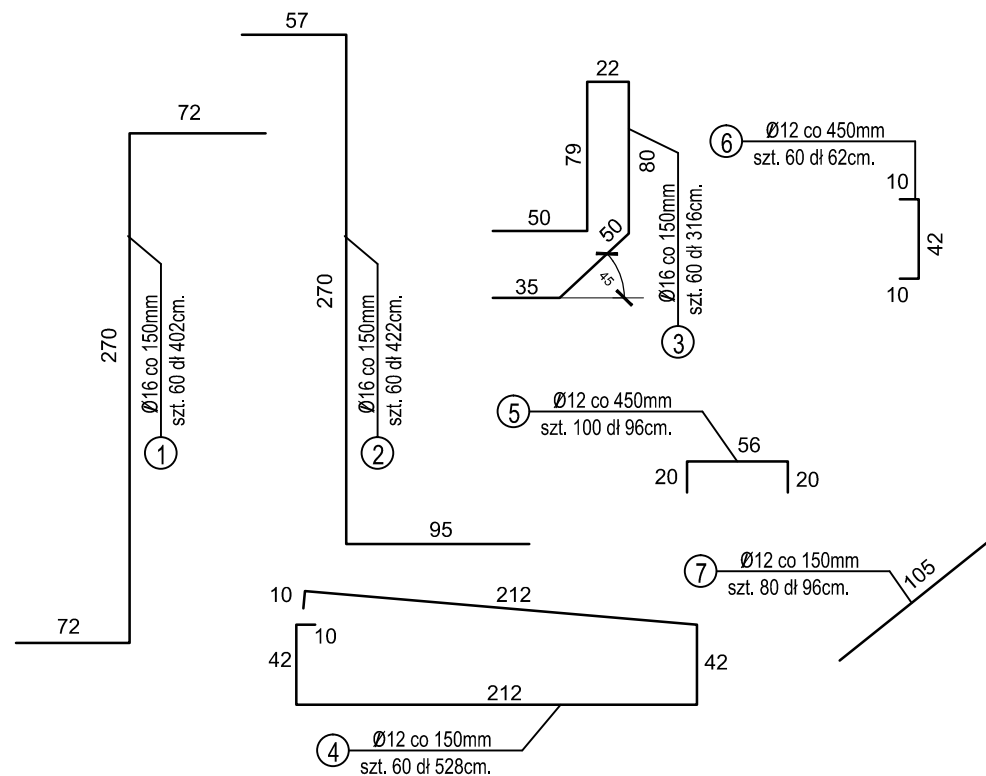 72
270
Ø16 co 150mm
szt. 60 dł 402cm.
1
72
57
270
Ø16 co 150mm
szt. 60 dł 422cm.
2
95
22
79
80
50
50
45
35
Ø16 co 150mm
szt. 60 dł 316cm.
3
6
Ø12 co 450mm
szt. 60 dł 62cm.
10
42
10
5
Ø12 co 450mm
szt. 100 dł 96cm.
56
20
20
7
Ø12 co 150mm
szt. 80 dł 96cm.
105
10
212
10
42
42
212
4
Ø12 co 150mm
szt. 60 dł 528cm.